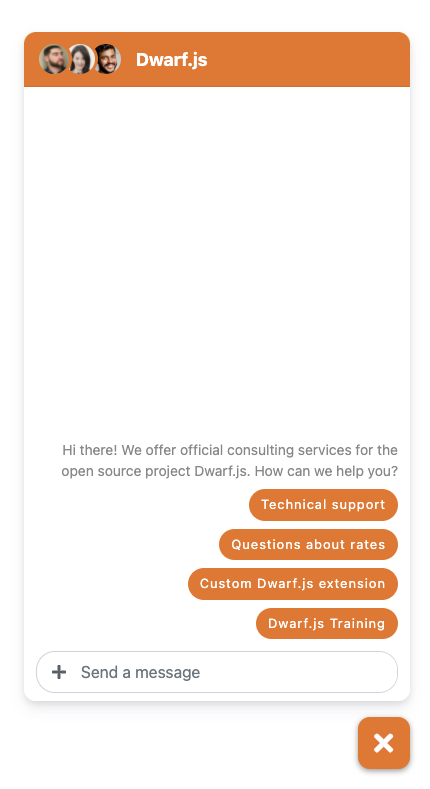 Dwarf.js
Hi there! We offer official consulting services for the
open source project Dwarf.js. How can we help you?
Technical support
Questions about rates
Custom Dwarf.js extension
Dwarf.js Training
Send a message